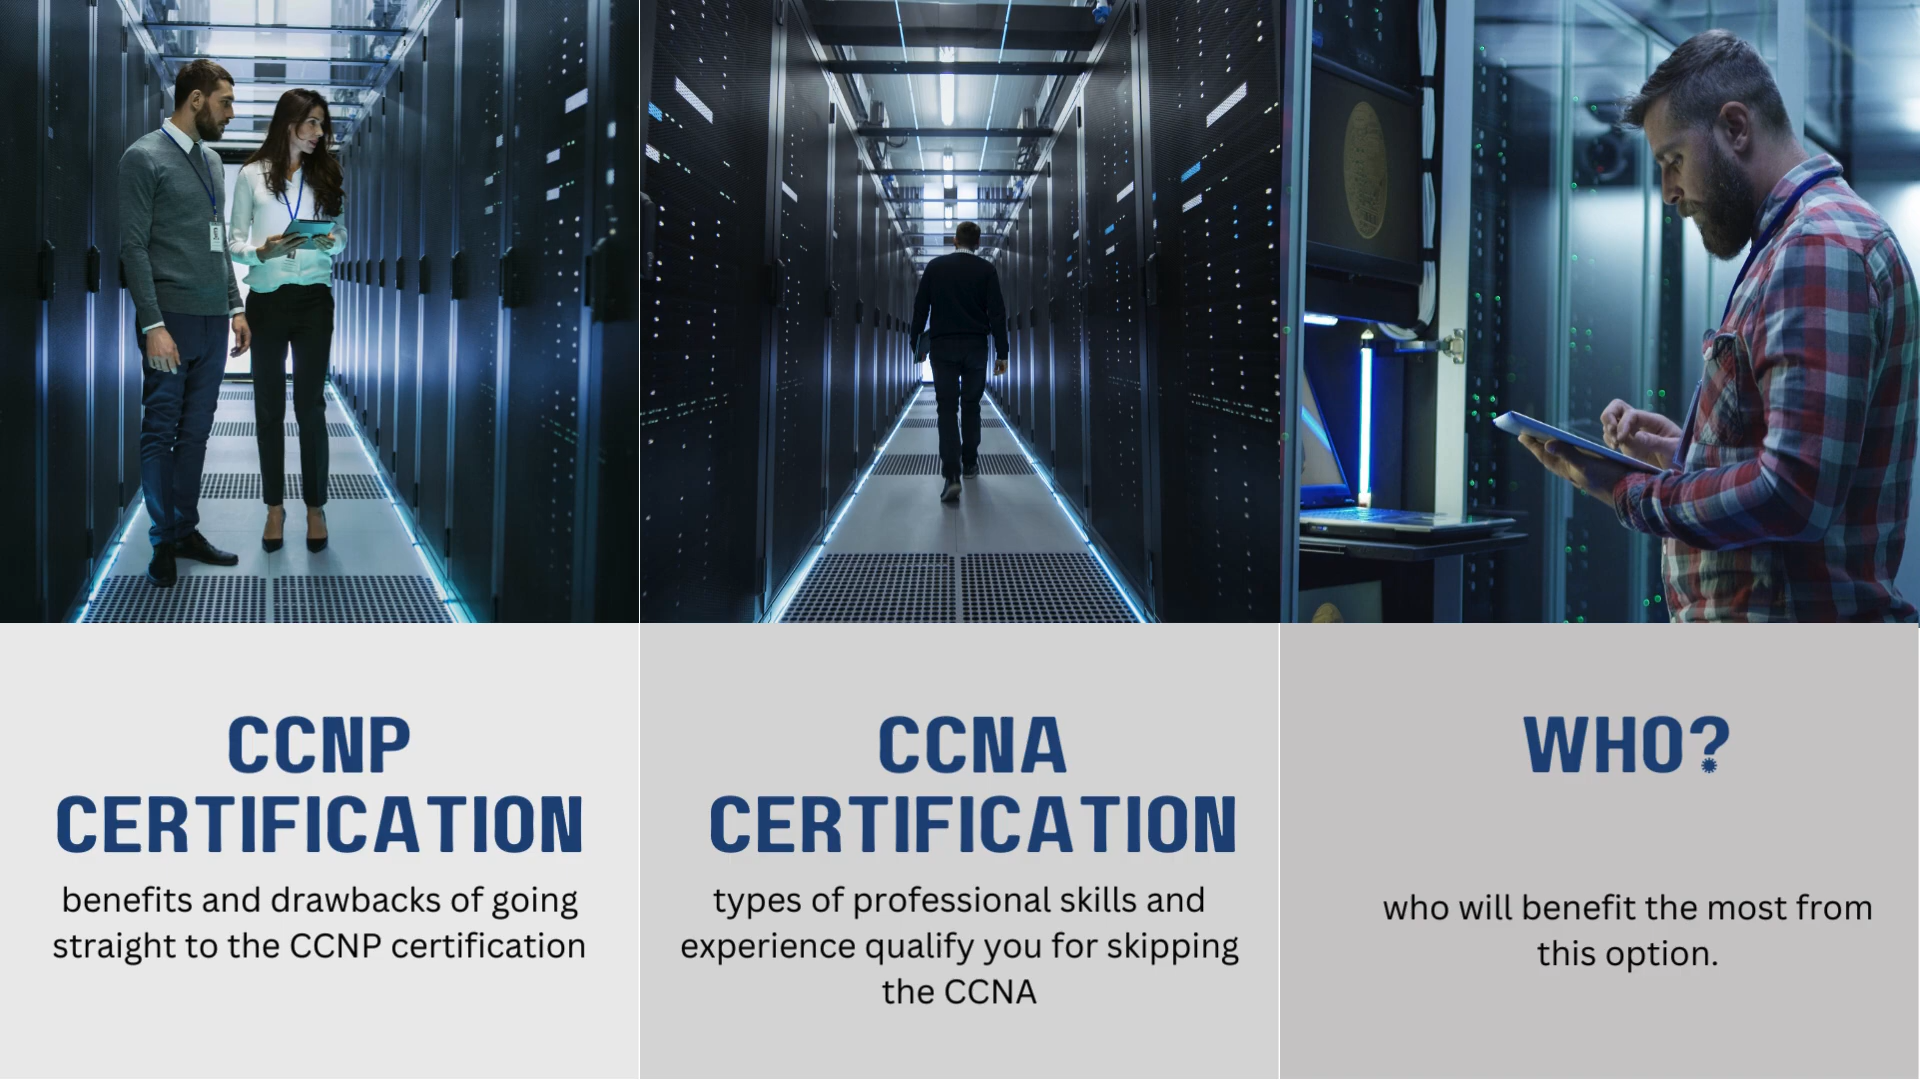 CCNP
CERTIFICATION
benefits and drawbacks of going
straight to the CCNP certification
CCNA
CERTIFICATION
types of professional skills and
experience qualify you for skipping
the CCNA
WHO?
who will benefit the most from
this option.